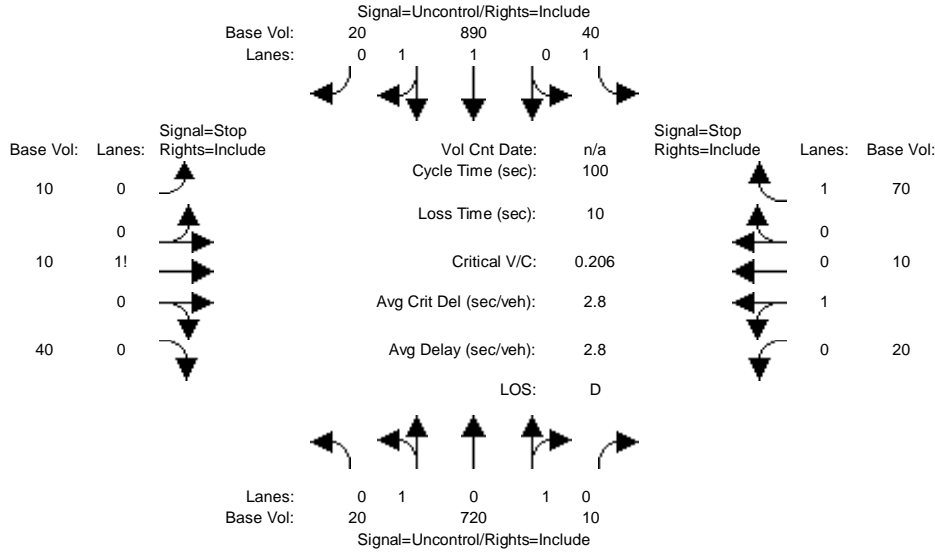 Signal=Uncontrol/Rights=Include
Base Vol: 20 890 40
Lanes: 0 1 1 0 1
Signal=Stop
Base Vol: Lanes: Rights=Include
Vol Cnt Date: n/a
Signal=Stop
Rights=Include Lanes: Base Vol:
Cycle Time (sec): 100
10 0
1 70
Loss Time (sec): 10
0
0
10 1!
Critical V/C: 0.206
0 10
0
Avg Crit Del (sec/veh): 2.8
1
40 0
Avg Delay (sec/veh): 2.8
0 20
LOS: D
Lanes: 0 1 0 1 0
Base Vol: 20 720 10
Signal=Uncontrol/Rights=Include